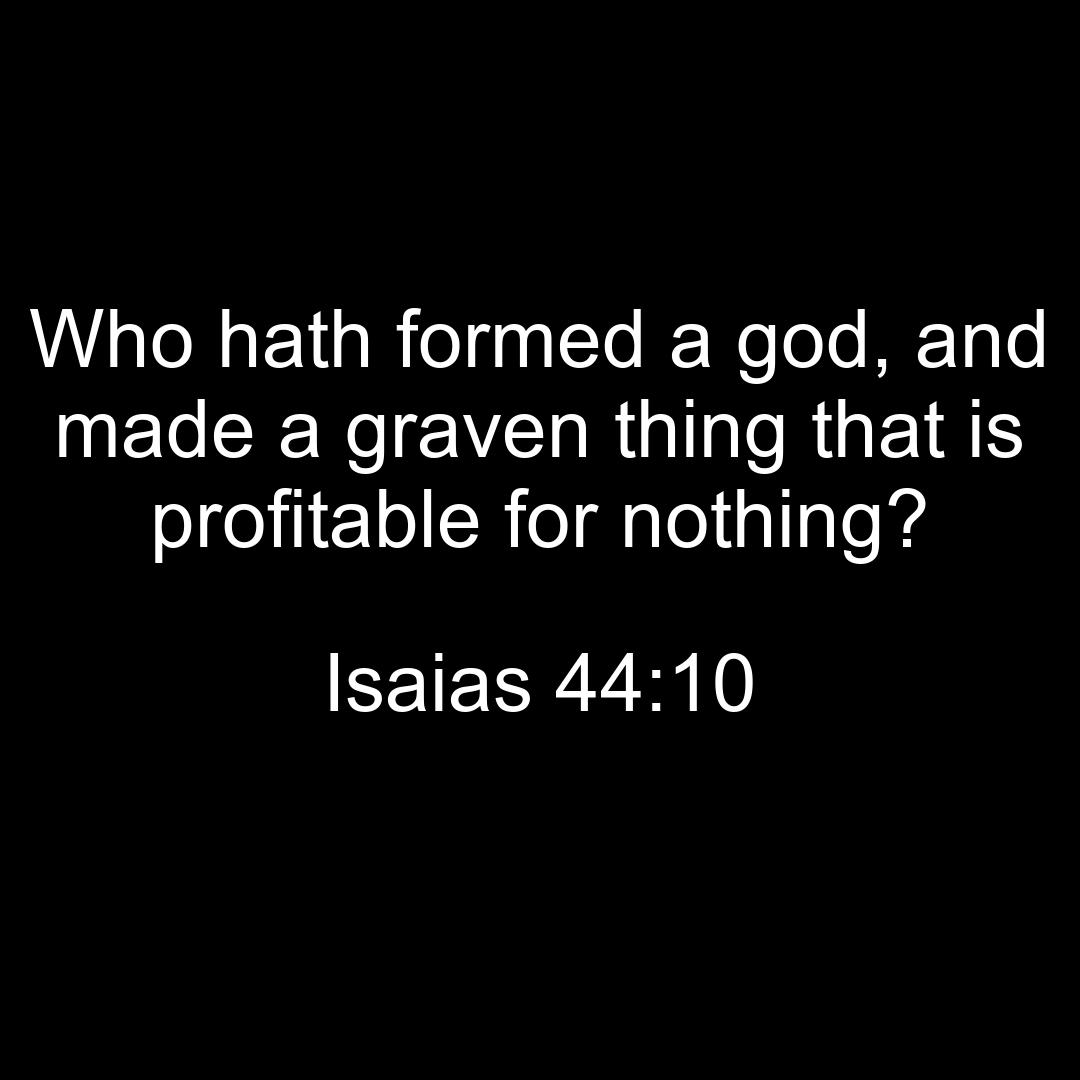 Who hath formed a god, and
made a graven thing that is
profitable for nothing?
Isaias 44:10